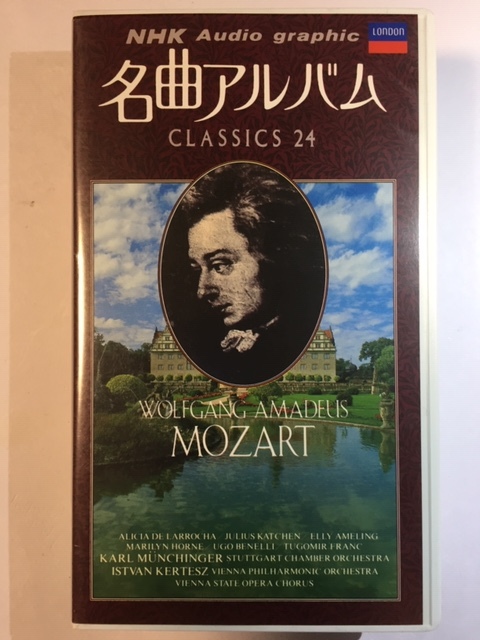 NHK Audio graphic
LONDON
名曲アルバム
CLASSICS 24
WOLFGANG AMADEUS
MOZART
ALICIA DE LARROCHA JULIUS KATCHEN ELLY AMELING
MARILYN HORNE UGO BENELLI TUGOMIR FRANC
KARL MÜNCHINGER STUTTGART CHAMBER ORCHESTRA
ISTVAN KERTESZ VIENNA PHILHARMONIC ORCHESTRA
VIENNA STATE OPERA CHORUS